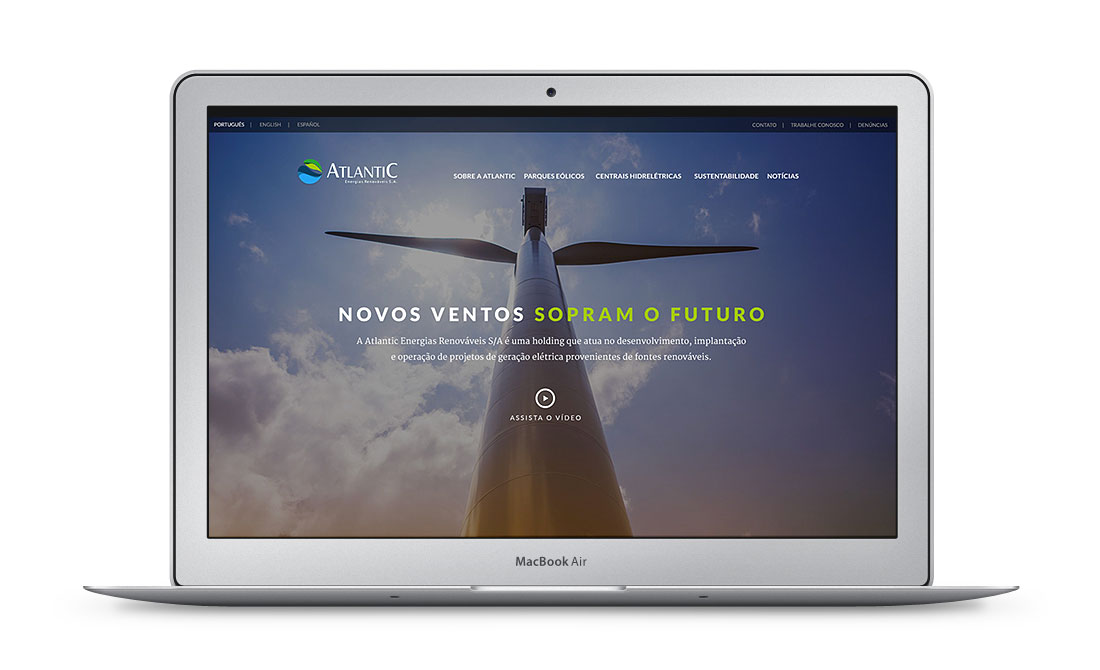 PORTUGUÊS | ENGLISH | ESPAÑOL
CONTATO | TRABALHE CONOSCO | DENÚNCIAS
ATLANTIC
Energias Renováveis S.A.
SOBRE A ATLANTIC PARQUES EÓLICOS CENTRAIS HIDRELÉTRICAS SUSTENTABILIDADE NOTÍCIAS
NOVOS VENTOS SOPRAM O FUTURO
A Atlantic Energias Renováveis S/A é uma holding que atua no desenvolvimento, implantação
e operação de projetos de geração elétrica provenientes de fontes renováveis.
ASSISTA O VÍDEO
MacBook Air